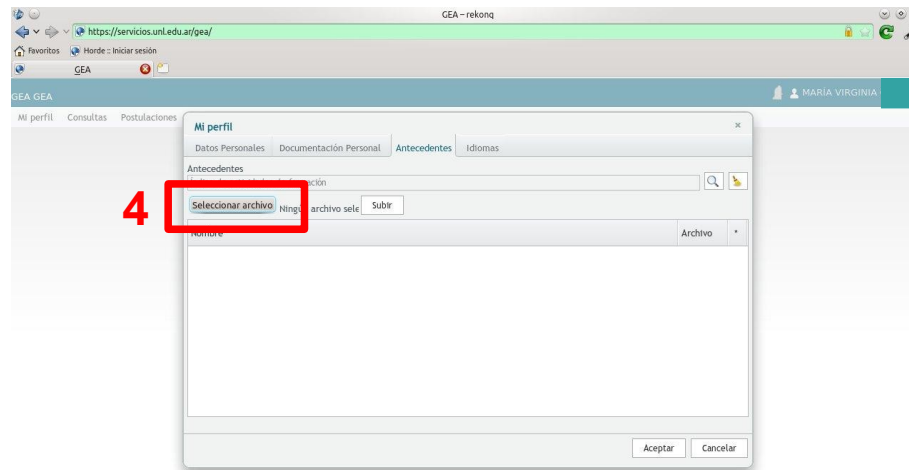 GEA – rekonq
https://servicios.unl.edu.ar/gea/
Favoritos Horde :: Iniciar sesión
GEA
GEA GEA MARÍA VIRGINIA
Mi perfil Consultas Postulaciones
Mi perfil
Datos Personales Documentación Personal Antecedentes Idiomas
Antecedentes
4
Seleccionar archivo Ningún archivo sele Subir
Nombre Archivo *
Aceptar Cancelar